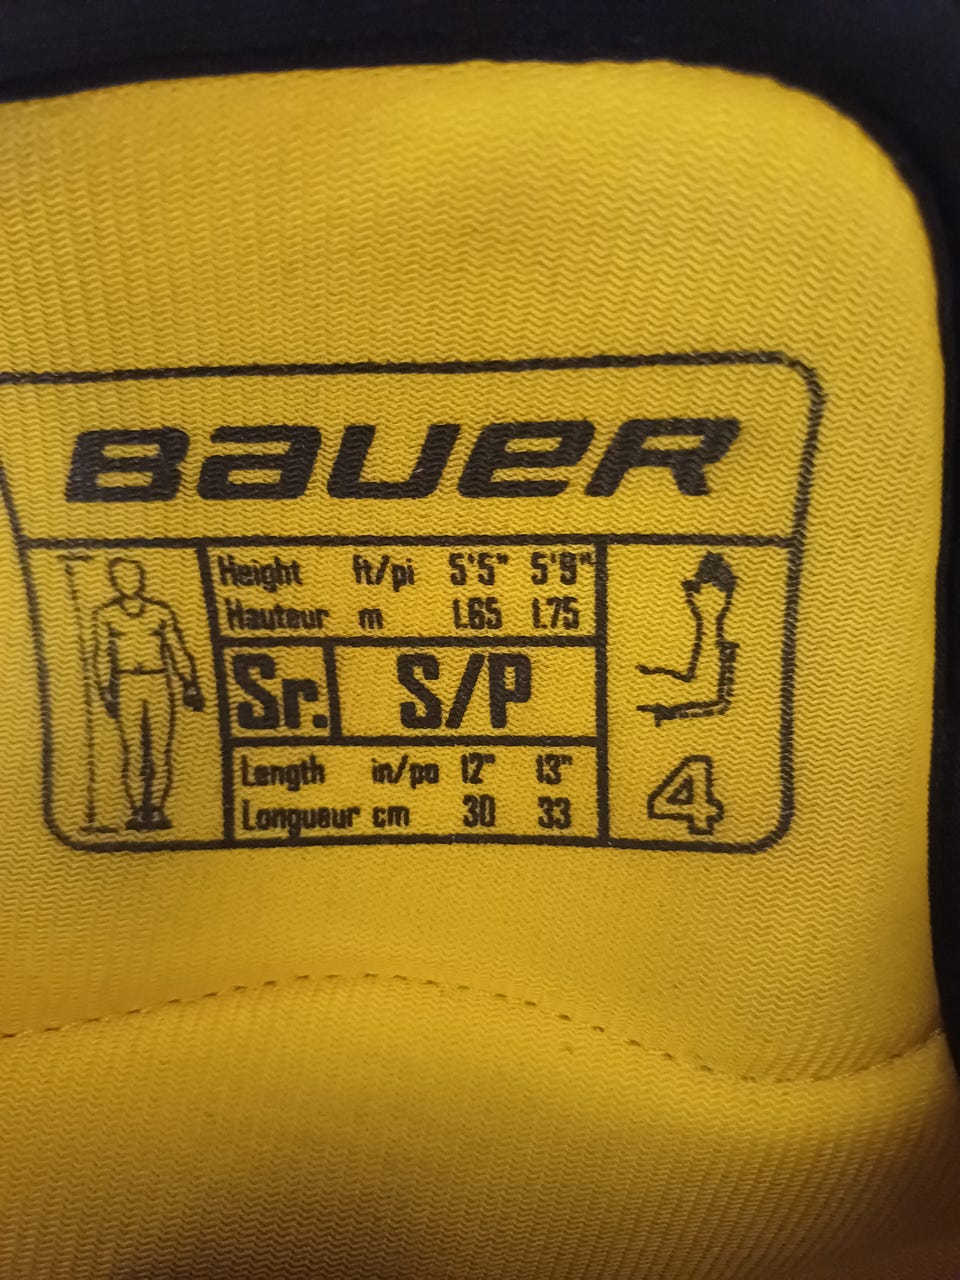 BAUER
Height ft/pi 5'5" 5'9"
Hauteur m 1.65 1.75
Sr. S/P
Length in/po 12" 13"
Longueur cm 30 33
4